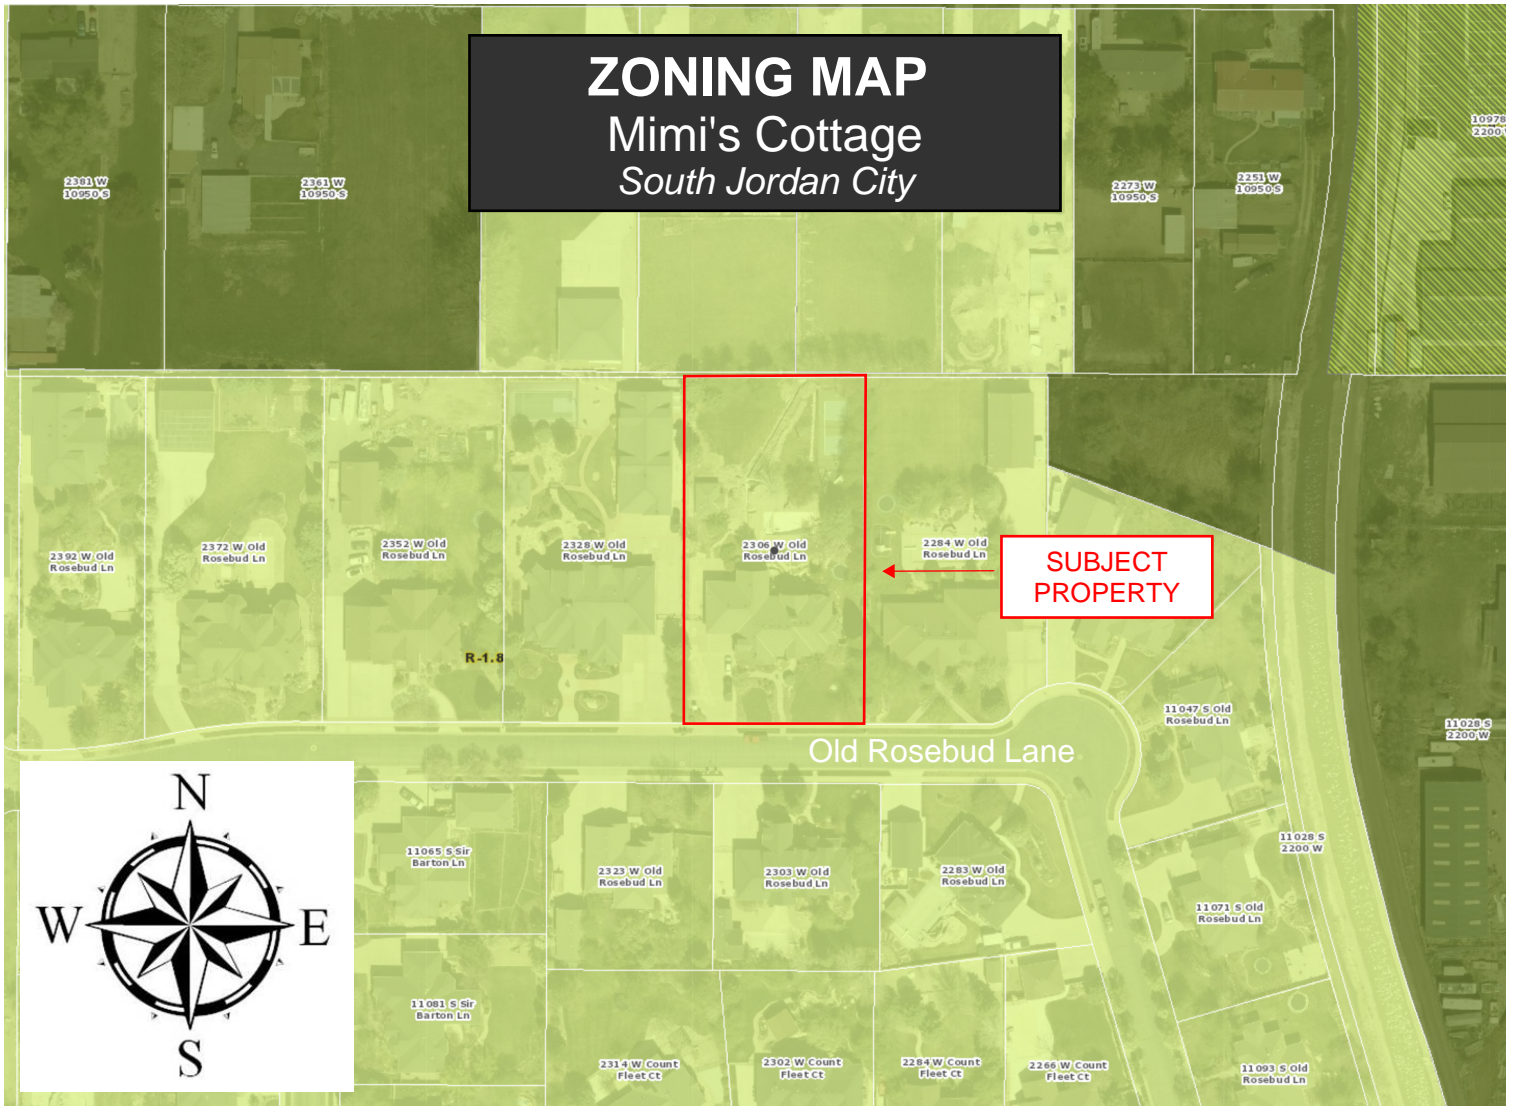 ZONING MAP
Mimi's Cottage
South Jordan City
10978
2200 W
2381 W
10950 S
2361 W
10950 S
2273 W
10950 S
2251 W
10950 S
2392 W Old
Rosebud Ln
2372 W Old
Rosebud Ln
2352 W Old
Rosebud Ln
2328 W Old
Rosebud Ln
2306 W Old
Rosebud Ln
2284 W Old
Rosebud Ln
SUBJECT
PROPERTY
R-1.8
11047 S Old
Rosebud Ln
11028 S
2200 W
Old Rosebud Lane
N
W
E
S
11065 S Sir
Barton Ln
2323 W Old
Rosebud Ln
2303 W Old
Rosebud Ln
2283 W Old
Rosebud Ln
11028 S
2200 W
11071 S Old
Rosebud Ln
11081 S Sir
Barton Ln
2314 W Count
Fleet Ct
2302 W Count
Fleet Ct
2284 W Count
Fleet Ct
2266 W Count
Fleet Ct
11093 S Old
Rosebud Ln